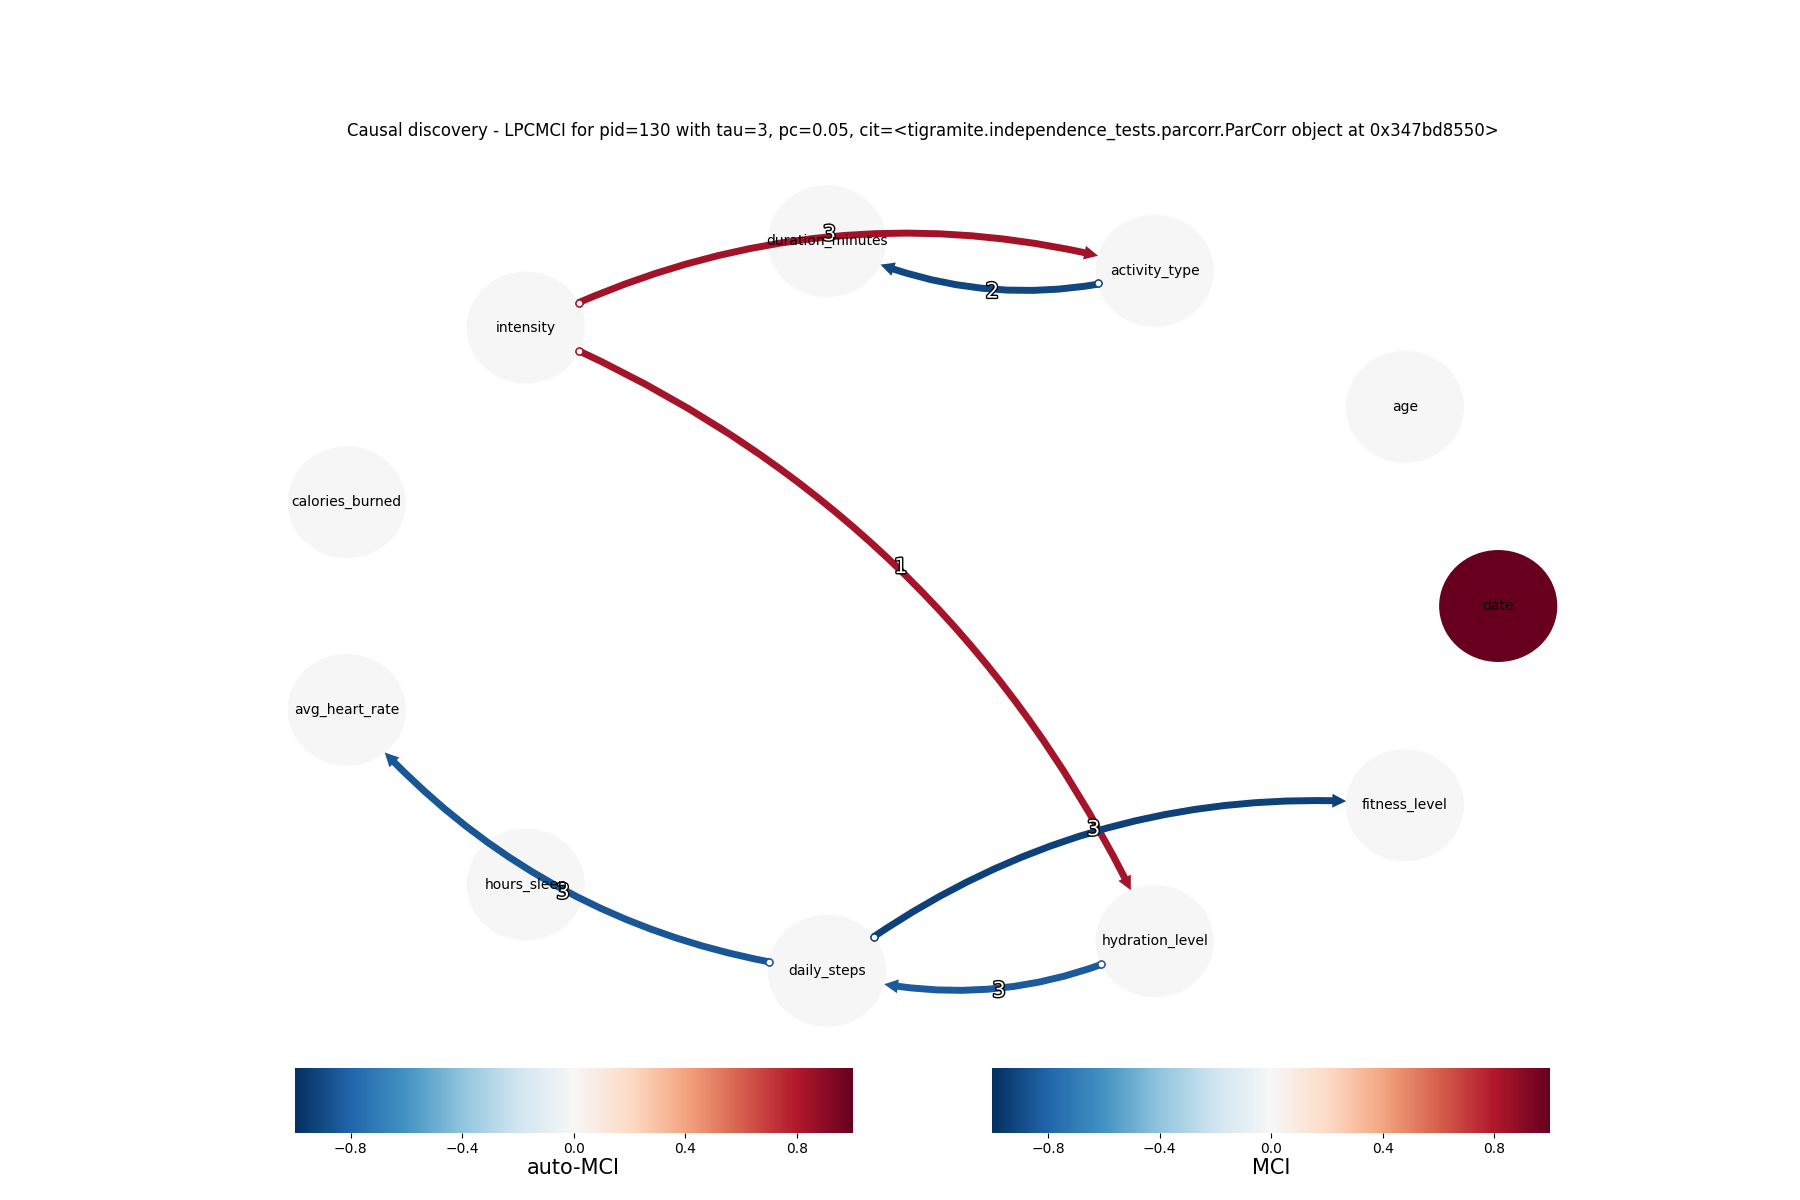 Causal discovery - LPCMCI for pid=130 with tau=3, pc=0.05, cit=<tigramite.independence_tests.parcorr.ParCorr object at 0x347bd8550>
3
duration_minutes
activity_type
2
intensity
age
calories_burned
1
date
avg_heart_rate
fitness_level
3
hours_sleep
3
hydration_level
daily_steps
3
−0.8 −0.4 0.0 0.4 0.8
auto-MCI
−0.8 −0.4 0.0 0.4 0.8
MCI